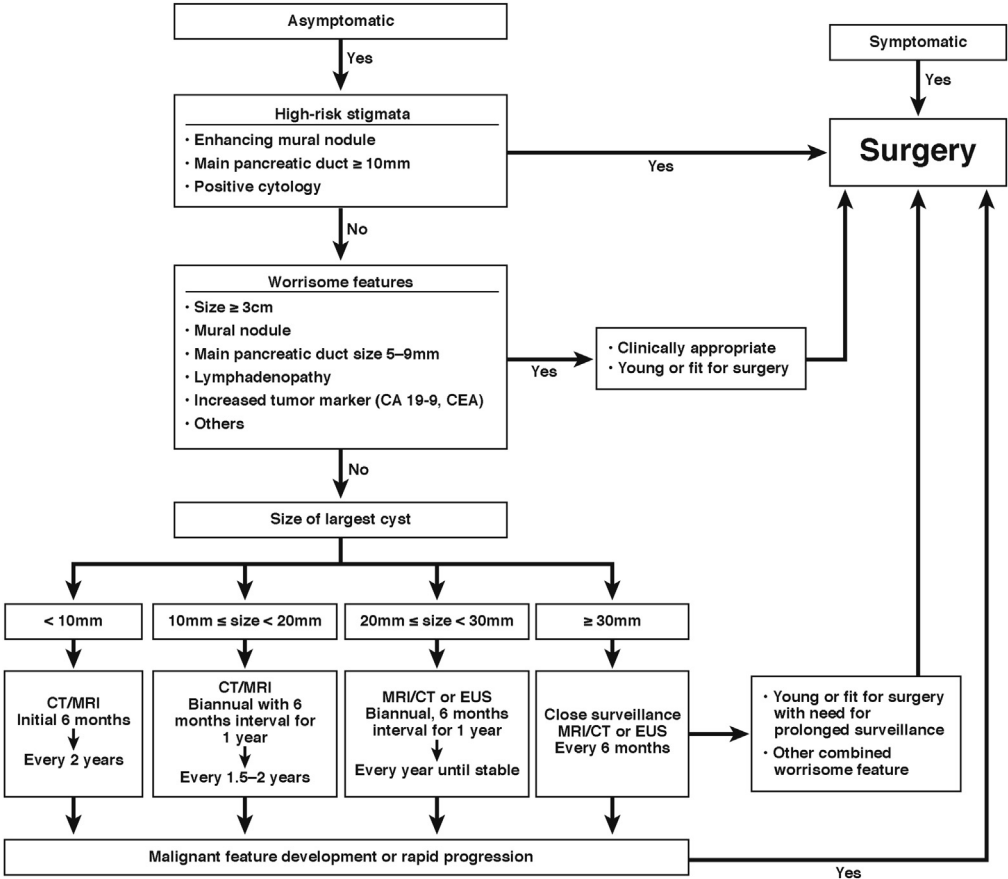 Asymptomatic
Yes
Symptomatic
Yes
High-risk stigmata
· Enhancing mural nodule
· Main pancreatic duct ≥ 10mm
· Positive cytology
Yes
Surgery
No
Worrisome features
· Size ≥ 3cm
· Mural nodule
· Main pancreatic duct size 5–9mm
· Lymphadenopathy
· Increased tumor marker (CA 19-9, CEA)
· Others
Yes
· Clinically appropriate
· Young or fit for surgery
No
Size of largest cyst
< 10mm
10mm ≤ size < 20mm
20mm ≤ size < 30mm
≥ 30mm
CT/MRI
Initial 6 months
Every 2 years
CT/MRI
Biannual with 6
months interval for
1 year
Every 1.5–2 years
MRI/CT or EUS
Biannual, 6 months
interval for 1 year
Every year until stable
Close surveillance
MRI/CT or EUS
Every 6 months
· Young or fit for surgery
with need for
prolonged surveillance
· Other combined
worrisome feature
Malignant feature development or rapid progression
Yes